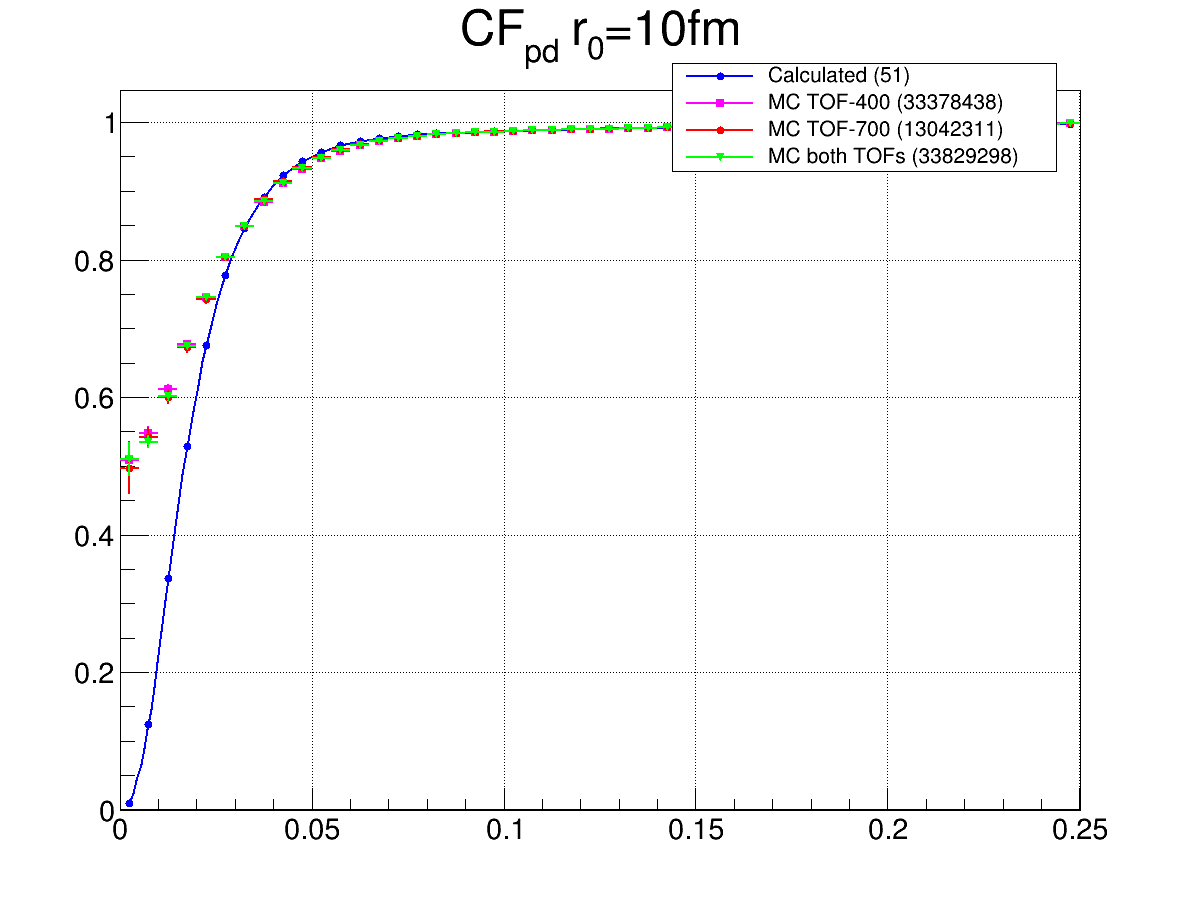 CFpd r0=10fm
Calculated (51)
MC TOF-400 (33378438)
MC TOF-700 (13042311)
MC both TOFs (33829298)
1
0.8
0.6
0.4
0.2
0
0 0.05 0.1 0.15 0.2 0.25